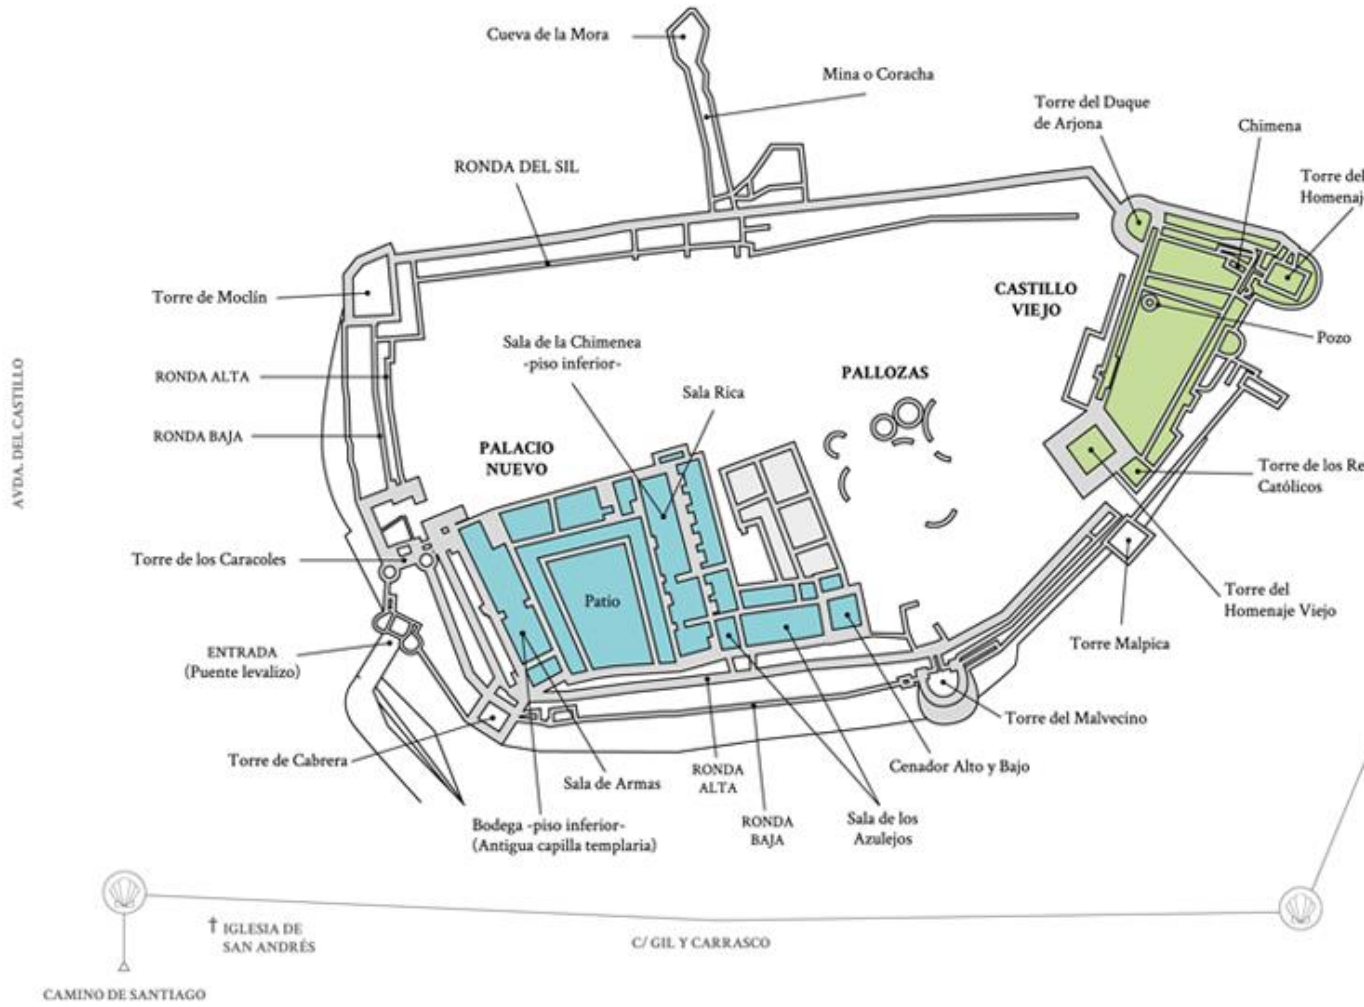 Cueva de la Mora
Mina o Coracha
Torre del Duque
de Arjona
Chimena
RONDA DEL SIL
Torre del
Homenaj
Torre de Moclín
CASTILLO
VIEJO
Sala de la Chimenea
-piso inferior-
Pozo
AVDA. DEL CASTILLO
RONDA ALTA
PALLOZAS
Sala Rica
RONDA BAJA
PALACIO
NUEVO
Torre de los Re
Católicos
Torre de los Caracoles
Patio
Torre del
Homenaje Viejo
ENTRADA
(Puente levalizo)
Torre Malpica
Torre del Malvecino
Torre de Cabrera
Sala de Armas
RONDA
ALTA
Cenador Alto y Bajo
Bodega -piso inferior-
(Antigua capilla templaria)
RONDA
BAJA
Sala de los
Azulejos
† IGLESIA DE
SAN ANDRÉS
C/ GIL Y CARRASCO
CAMINO DE SANTIAGO